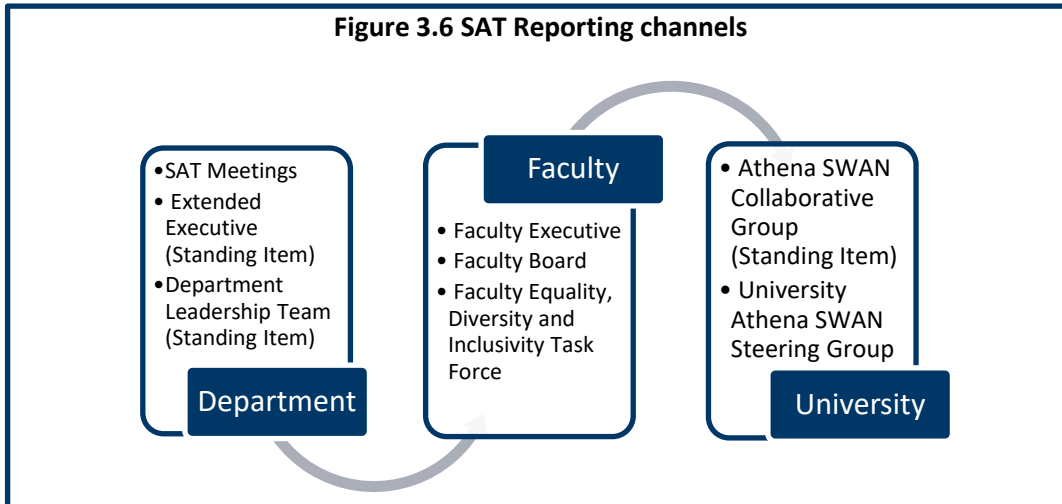 Figure 3.6 SAT Reporting channels
•SAT Meetings
• Extended
Executive
(Standing Item)
•Department
Leadership Team
(Standing Item)
Department
Faculty
• Faculty Executive
• Faculty Board
• Faculty Equality,
Diversity and
Inclusivity Task
Force
• Athena SWAN
Collaborative
Group
(Standing Item)
• University
Athena SWAN
Steering Group
University